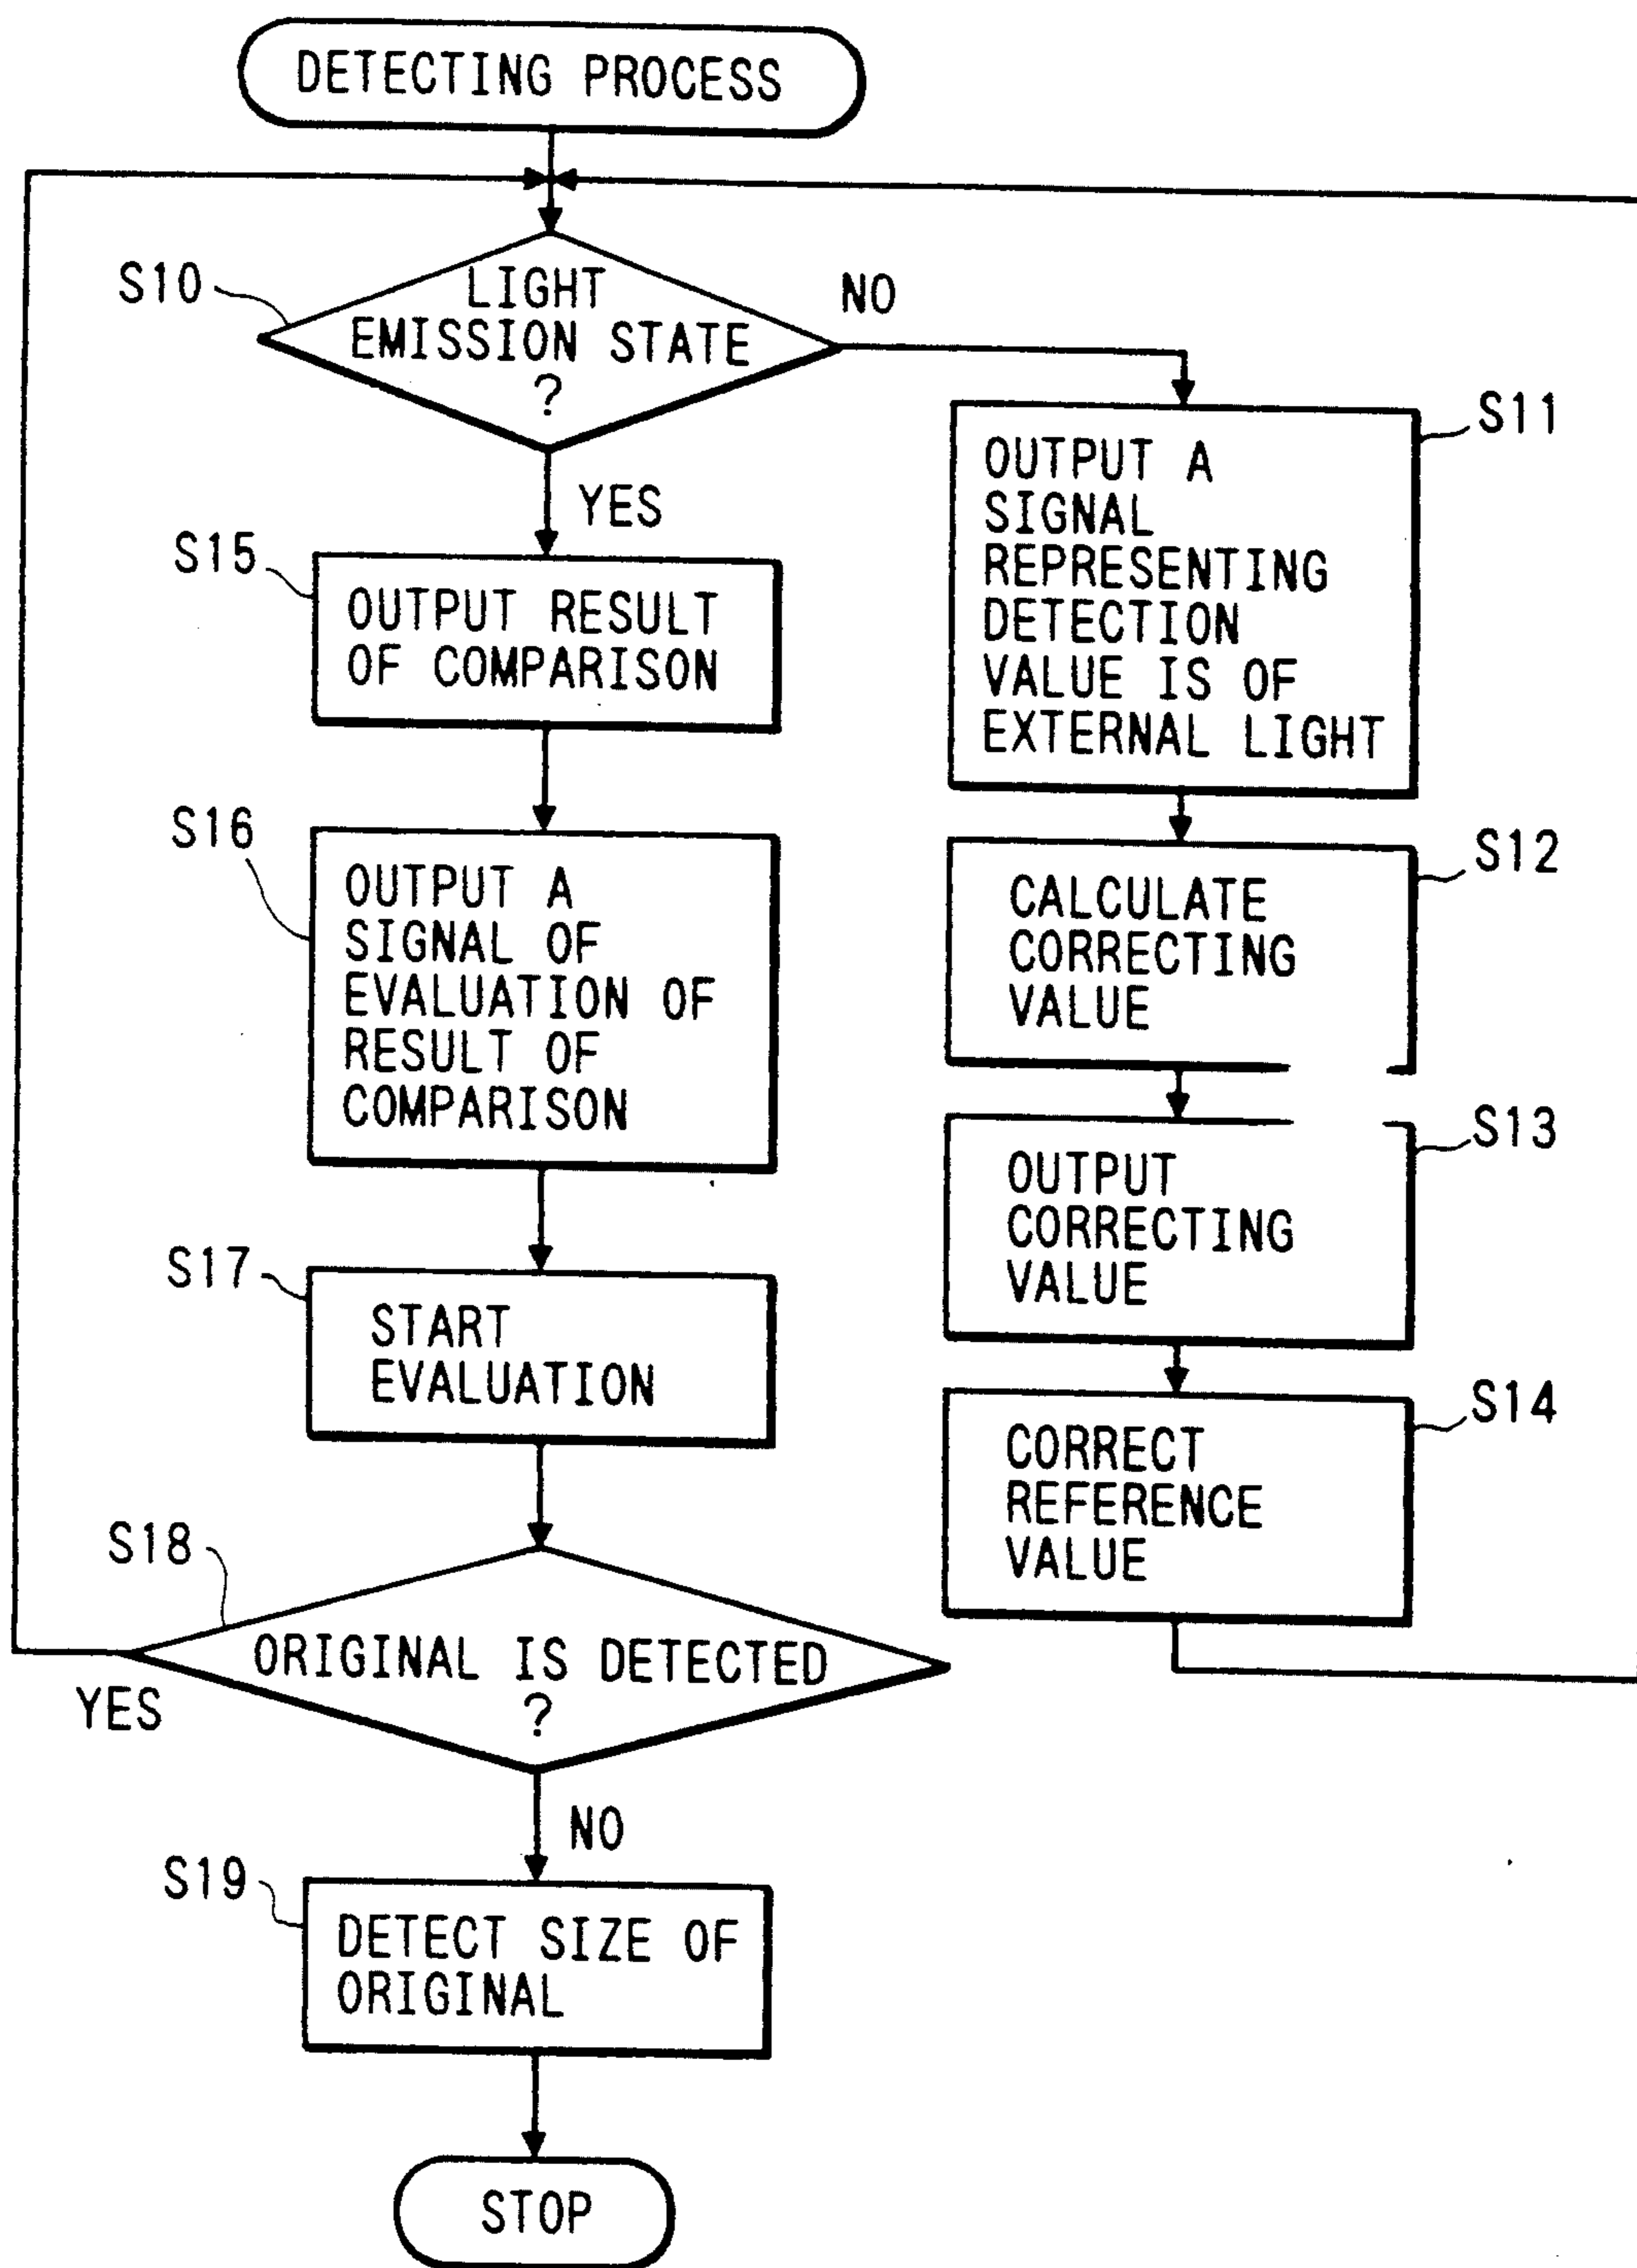 DETECTING PROCESS
S10
LIGHT
EMISSION STATE
?
NO
YES
S11
OUTPUT A
SIGNAL
REPRESENTING
DETECTION
VALUE IS OF
EXTERNAL LIGHT
S12
CALCULATE
CORRECTING
VALUE
S13
OUTPUT
CORRECTING
VALUE
S14
CORRECT
REFERENCE
VALUE
S15
OUTPUT RESULT
OF COMPARISON
S16
OUTPUT A
SIGNAL OF
EVALUATION OF
RESULT OF
COMPARISON
S17
START
EVALUATION
S18
ORIGINAL IS DETECTED
?
YES
NO
S19
DETECT SIZE OF
ORIGINAL
STOP